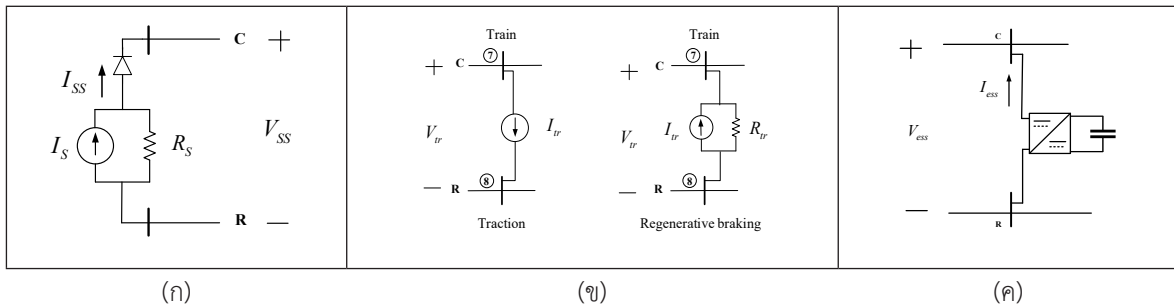 C +
I_SS
I_S
R_S
V_SS
R —
(ก)
Train
⑦
+ C
V_tr
I_tr
— R
⑧
Traction
Train
⑦
+ C
V_tr
I_tr
R_tr
— R
⑧
Regenerative braking
(ข)
C
+
I_ess
V_ess
—
R
(ค)